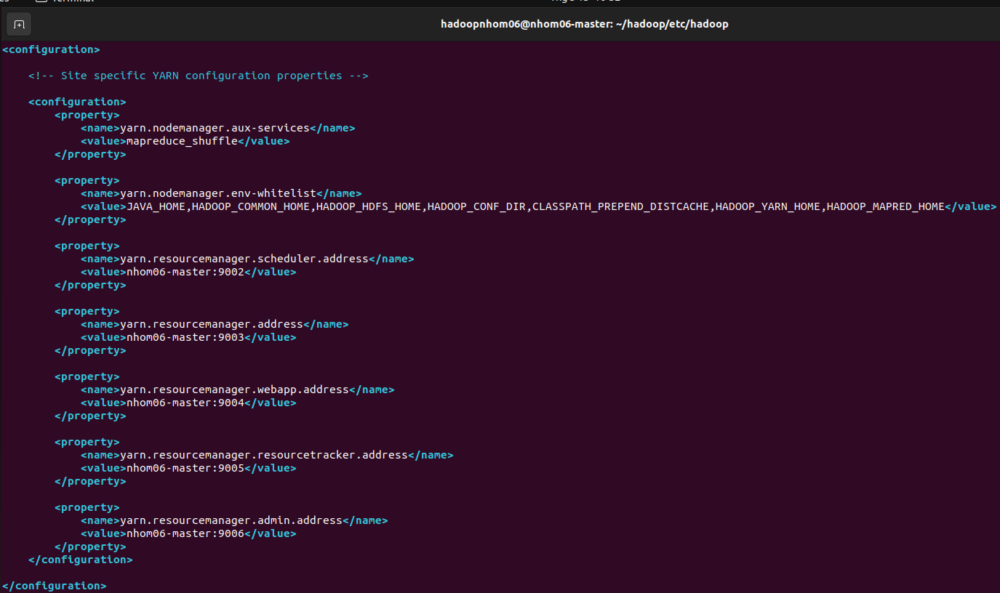 Terminal
hadoopnhom06@nhom06-master: ~/hadoop/etc/hadoop
<configuration>
<!-- Site specific YARN configuration properties -->
<configuration>
<property>
<name>yarn.nodemanager.aux-services</name>
<value>mapreduce_shuffle</value>
</property>
<property>
<name>yarn.nodemanager.env-whitelist</name>
<value>JAVA_HOME,HADOOP_COMMON_HOME,HADOOP_HDFS_HOME,HADOOP_CONF_DIR,CLASSPATH_PREPEND_DISTCACHE,HADOOP_YARN_HOME,HADOOP_MAPRED_HOME</value>
</property>
<property>
<name>yarn.resourcemanager.scheduler.address</name>
<value>nhom06-master:9002</value>
</property>
<property>
<name>yarn.resourcemanager.address</name>
<value>nhom06-master:9003</value>
</property>
<property>
<name>yarn.resourcemanager.webapp.address</name>
<value>nhom06-master:9004</value>
</property>
<property>
<name>yarn.resourcemanager.resourcetracker.address</name>
<value>nhom06-master:9005</value>
</property>
<property>
<name>yarn.resourcemanager.admin.address</name>
<value>nhom06-master:9006</value>
</property>
</configuration>
</configuration>